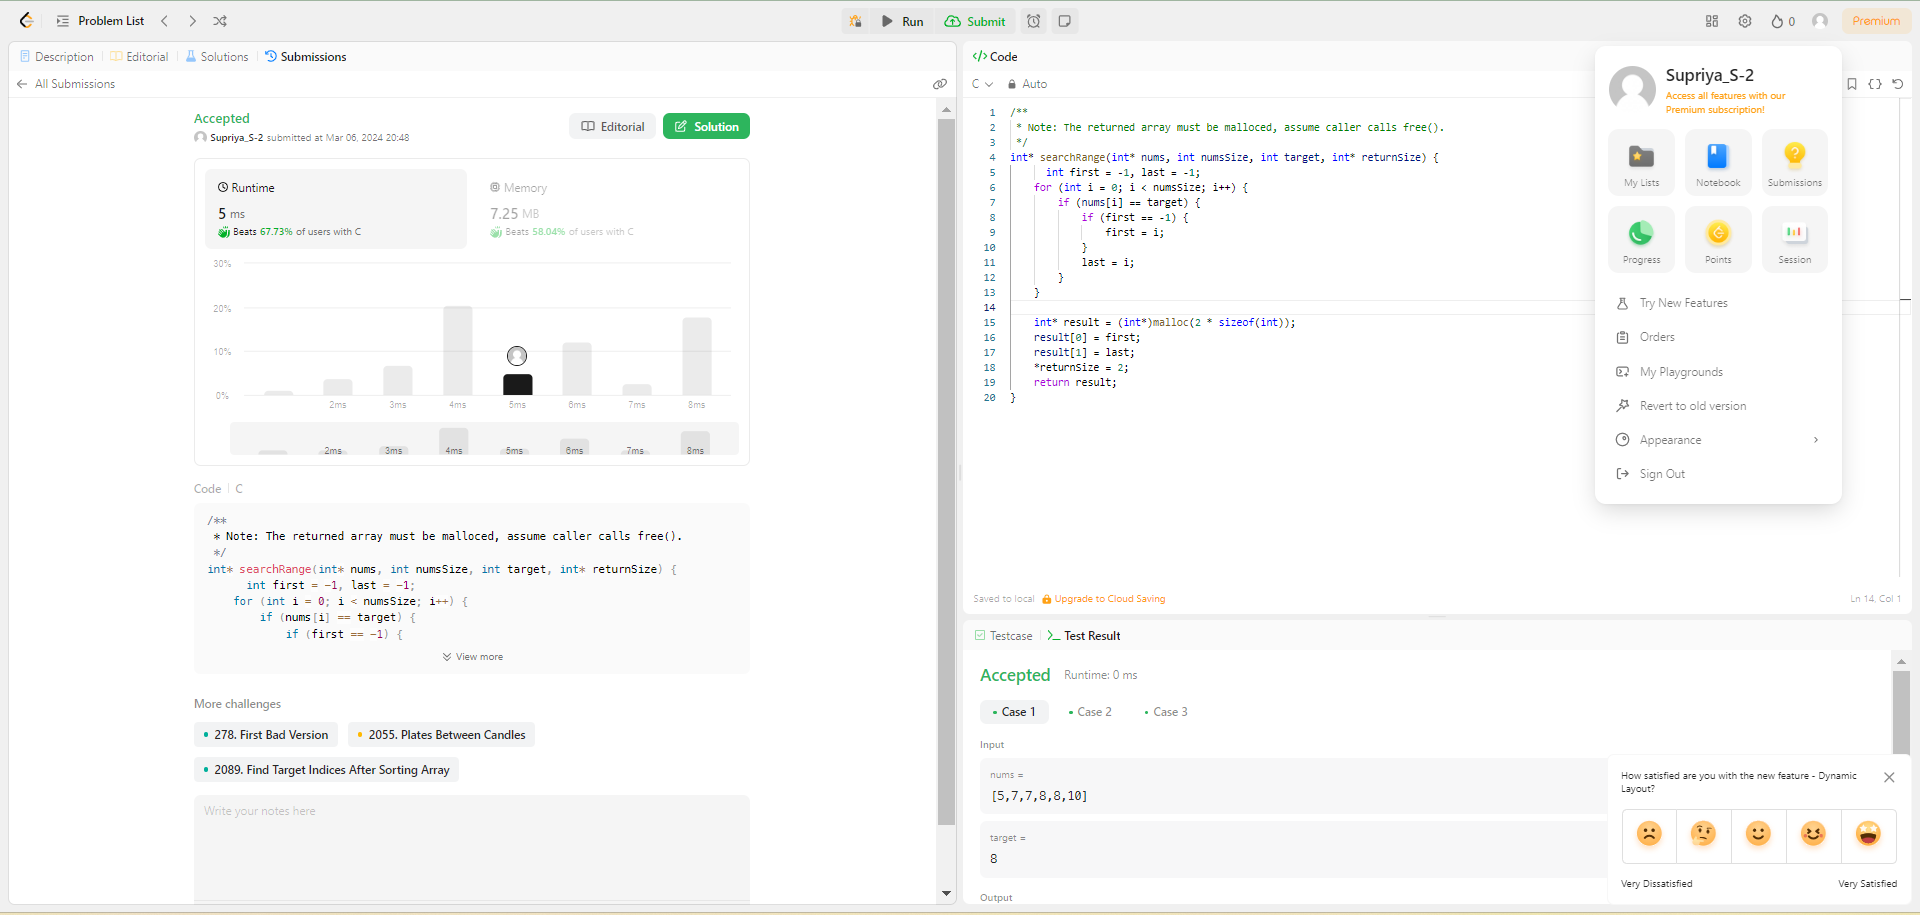 Problem List
Run
Submit
0
Premium
Description
Editorial
Solutions
Submissions
All Submissions
Accepted
Supriya_S-2 submitted at Mar 06, 2024 20:48
Editorial
Solution
Runtime
5 ms
Beats 67.73% of users with C
Memory
7.25 MB
Beats 58.04% of users with C
30%
20%
10%
0%
2ms 3ms 4ms 5ms 6ms 7ms 8ms
2ms 3ms 4ms 5ms 6ms 7ms 8ms
Code | C
/**
* Note: The returned array must be malloced, assume caller calls free().
*/
int* searchRange(int* nums, int numsSize, int target, int* returnSize) {
int first = -1, last = -1;
for (int i = 0; i < numsSize; i++) {
if (nums[i] == target) {
if (first == -1) {
View more
More challenges
278. First Bad Version
2055. Plates Between Candles
2089. Find Target Indices After Sorting Array
Write your notes here
</> Code
C
Auto
1 /**
2 * Note: The returned array must be malloced, assume caller calls free().
3 */
4 int* searchRange(int* nums, int numsSize, int target, int* returnSize) {
5 int first = -1, last = -1;
6 for (int i = 0; i < numsSize; i++) {
7 if (nums[i] == target) {
8 if (first == -1) {
9 first = i;
10 }
11 last = i;
12 }
13 }
14
15 int* result = (int*)malloc(2 * sizeof(int));
16 result[0] = first;
17 result[1] = last;
18 *returnSize = 2;
19 return result;
20 }
Saved to local
Upgrade to Cloud Saving
Ln 14, Col 1
Supriya_S-2
Access all features with our
Premium subscription!
My Lists
Notebook
Submissions
Progress
Points
Session
Try New Features
Orders
My Playgrounds
Revert to old version
Appearance
Sign Out
Testcase
Test Result
Accepted
Runtime: 0 ms
Case 1
Case 2
Case 3
Input
nums =
[5,7,7,8,8,10]
target =
8
Output
How satisfied are you with the new feature - Dynamic
Layout?
Very Dissatisfied
Very Satisfied